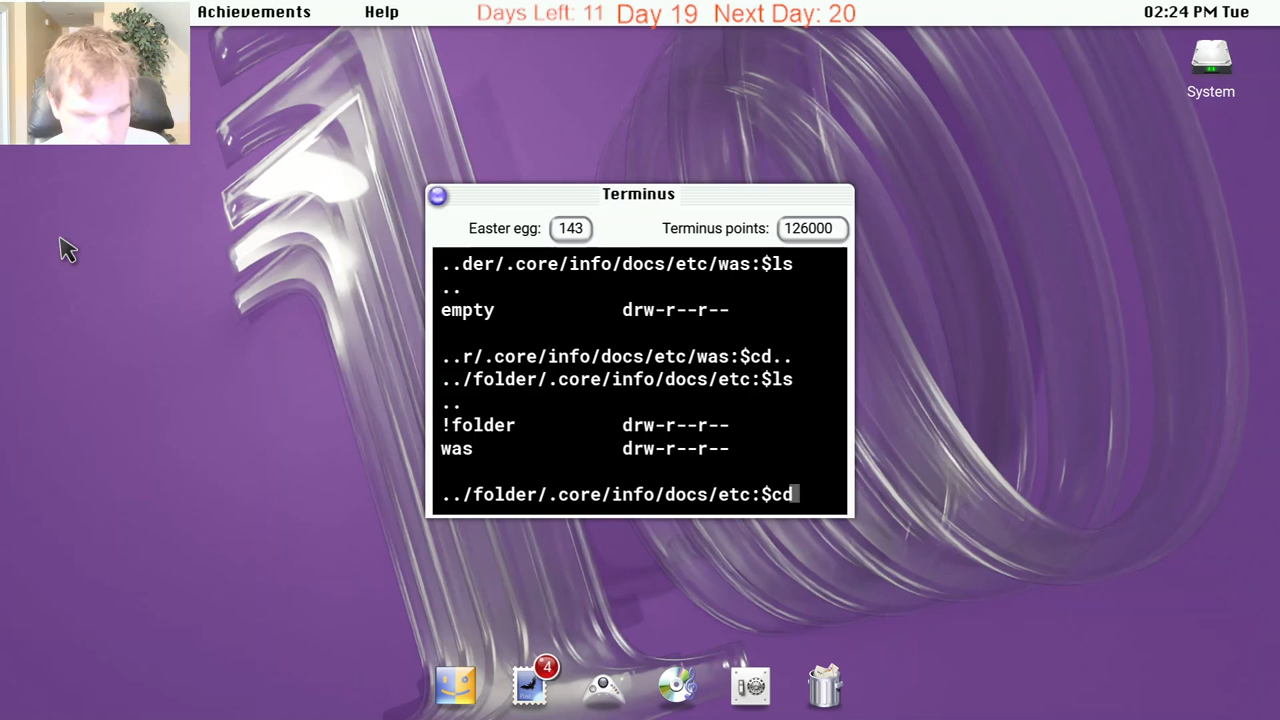 Achievements Help Days Left: 11 Day 19 Next Day: 20 02:24 PM Tue
System
Terminus
Easter egg: 143 Terminus points: 126000
..der/.core/info/docs/etc/was:$ls
..
empty drw-r--r--
..r/.core/info/docs/etc/was:$cd..
../folder/.core/info/docs/etc:$ls
..
!folder drw-r--r--
was drw-r--r--
../folder/.core/info/docs/etc:$cd
4